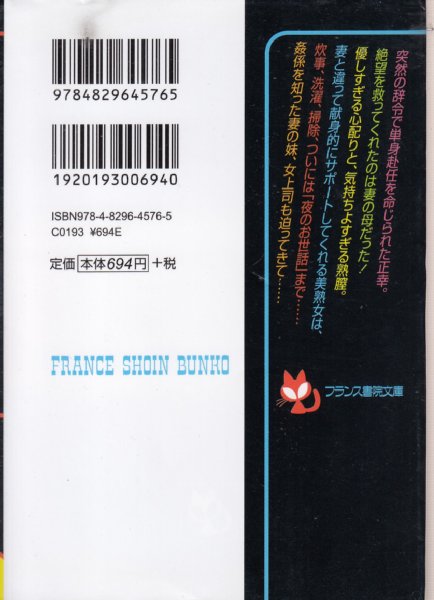 9784829645765
1920193006940
ISBN978-4-8296-4576-5
C0193 ¥694E
定価 本体694円 +税
FRANCE SHOIN BUNKO
突然の辞令で単身赴任を命じられた正幸。
絶望を救ってくれたのは妻の母だった!
優しすぎる心配りと、気持ちよすぎる熟膣。
妻と違って献身的にサポートしてくれる美熟女は、
炊事、洗濯、掃除、ついには「夜のお世話」まで……
姦係を知った妻の妹、女上司も迫ってきて……
フランス書院文庫